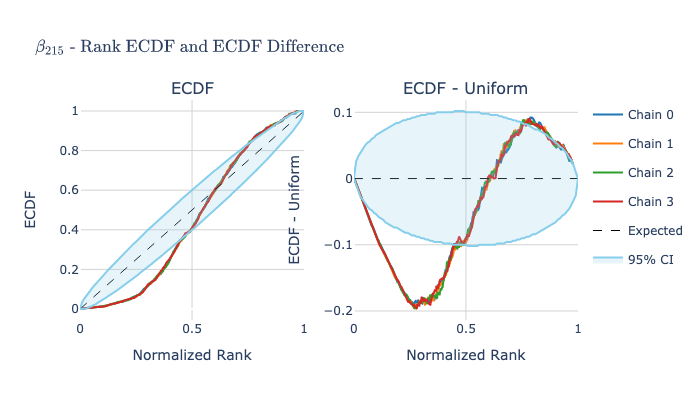 β₂₁₅ - Rank ECDF and ECDF Difference
ECDF
ECDF - Uniform
ECDF
1
0.8
0.6
0.4
0.2
0
0
0.5
1
Normalized Rank
ECDF - Uniform
0.1
0
−0.1
−0.2
0
0.5
1
Normalized Rank
Chain 0
Chain 1
Chain 2
Chain 3
Expected
95% CI